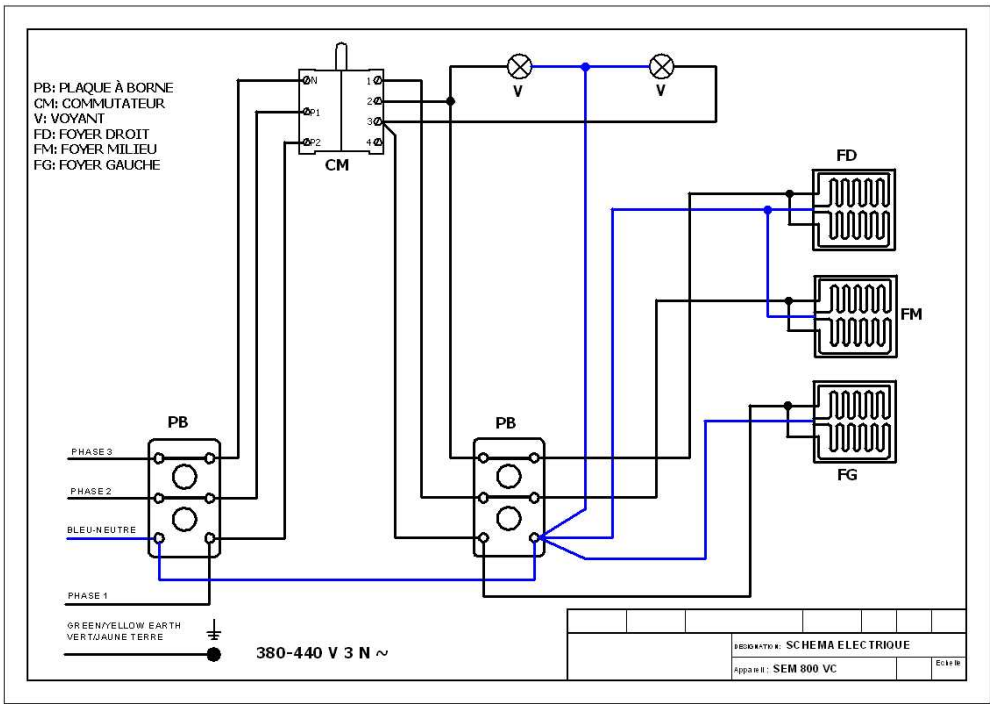 PB: PLAQUE À BORNE
CM: COMMUTATEUR
V: VOYANT
FD: FOYER DROIT
FM: FOYER MILIEU
FG: FOYER GAUCHE
N
P1
P2
1
2
3
4
CM
V
V
FD
FM
FG
PB
PB
PHASE 3
PHASE 2
BLEU-NEUTRE
PHASE 1
GREEN/YELLOW EARTH
VERT/JAUNE TERRE
380-440 V 3 N ~
DESIGNATION: SCHEMA ELECTRIQUE
Appareil: SEM 800 VC
Echelle